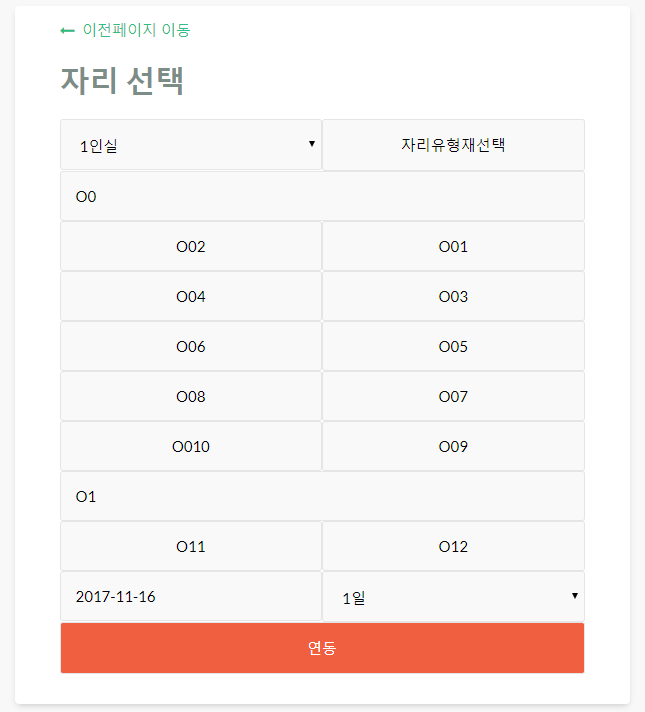 이전페이지 이동
자리 선택
1인실 자리유형재선택
O0
O02 O01
O04 O03
O06 O05
O08 O07
O010 O09
O1
O11 O12
2017-11-16 1일
연동